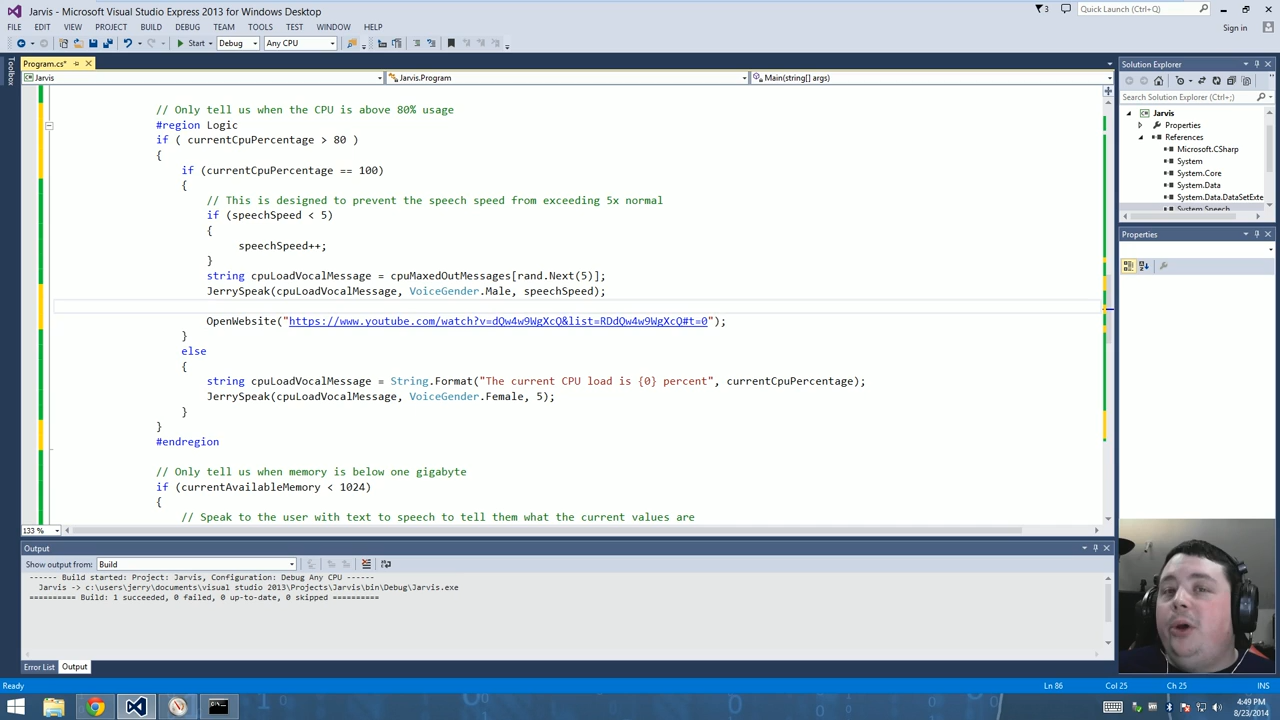 Jarvis - Microsoft Visual Studio Express 2013 for Windows Desktop
3
Quick Launch (Ctrl+Q)
FILE EDIT VIEW PROJECT BUILD DEBUG TEAM TOOLS TEST WINDOW HELP
Sign in
Start Debug Any CPU
Toolbox
Program.cs*
Jarvis
Jarvis.Program
Main(string[] args)
// Only tell us when the CPU is above 80% usage
#region Logic
if ( currentCpuPercentage > 80 )
{
if (currentCpuPercentage == 100)
{
// This is designed to prevent the speech speed from exceeding 5x normal
if (speechSpeed < 5)
{
speechSpeed++;
}
string cpuLoadVocalMessage = cpuMaxedOutMessages[rand.Next(5)];
JerrySpeak(cpuLoadVocalMessage, VoiceGender.Male, speechSpeed);
OpenWebsite("https://www.youtube.com/watch?v=dQw4w9WgXcQ&list=RDdQw4w9WgXcQ#t=0");
}
else
{
string cpuLoadVocalMessage = String.Format("The current CPU load is {0} percent", currentCpuPercentage);
JerrySpeak(cpuLoadVocalMessage, VoiceGender.Female, 5);
}
}
#endregion
// Only tell us when memory is below one gigabyte
if (currentAvailableMemory < 1024)
{
// Speak to the user with text to speech to tell them what the current values are
133 %
Solution Explorer
Search Solution Explorer (Ctrl+;)
Jarvis
Properties
References
Microsoft.CSharp
System
System.Core
System.Data
System.Data.DataSetExte
System.Speech
Properties
Output
Show output from: Build
------ Build started: Project: Jarvis, Configuration: Debug Any CPU ------
Jarvis -> c:\users\jerry\documents\visual studio 2013\Projects\Jarvis\bin\Debug\Jarvis.exe
========== Build: 1 succeeded, 0 failed, 0 up-to-date, 0 skipped ==========
Error List Output
Ready
Ln 86 Col 25 Ch 25 INS
4:49 PM
8/23/2014